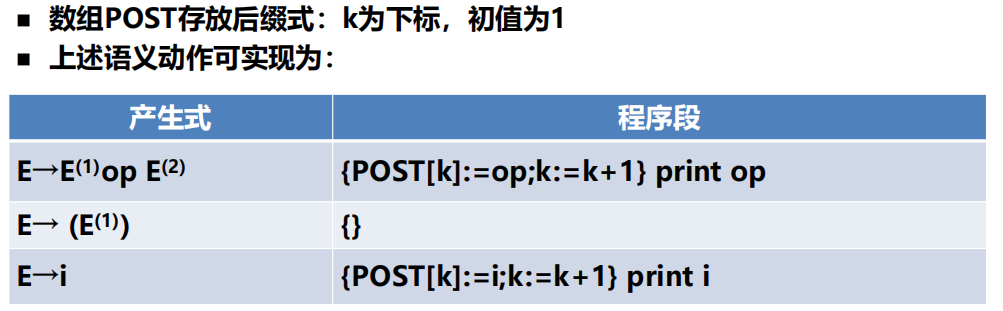 ■ 数组POST存放后缀式：k为下标，初值为1
■ 上述语义动作可实现为：
产生式 程序段
E→E⁽¹⁾op E⁽²⁾ {POST[k]:=op;k:=k+1} print op
E→ (E⁽¹⁾) {}
E→i {POST[k]:=i;k:=k+1} print i